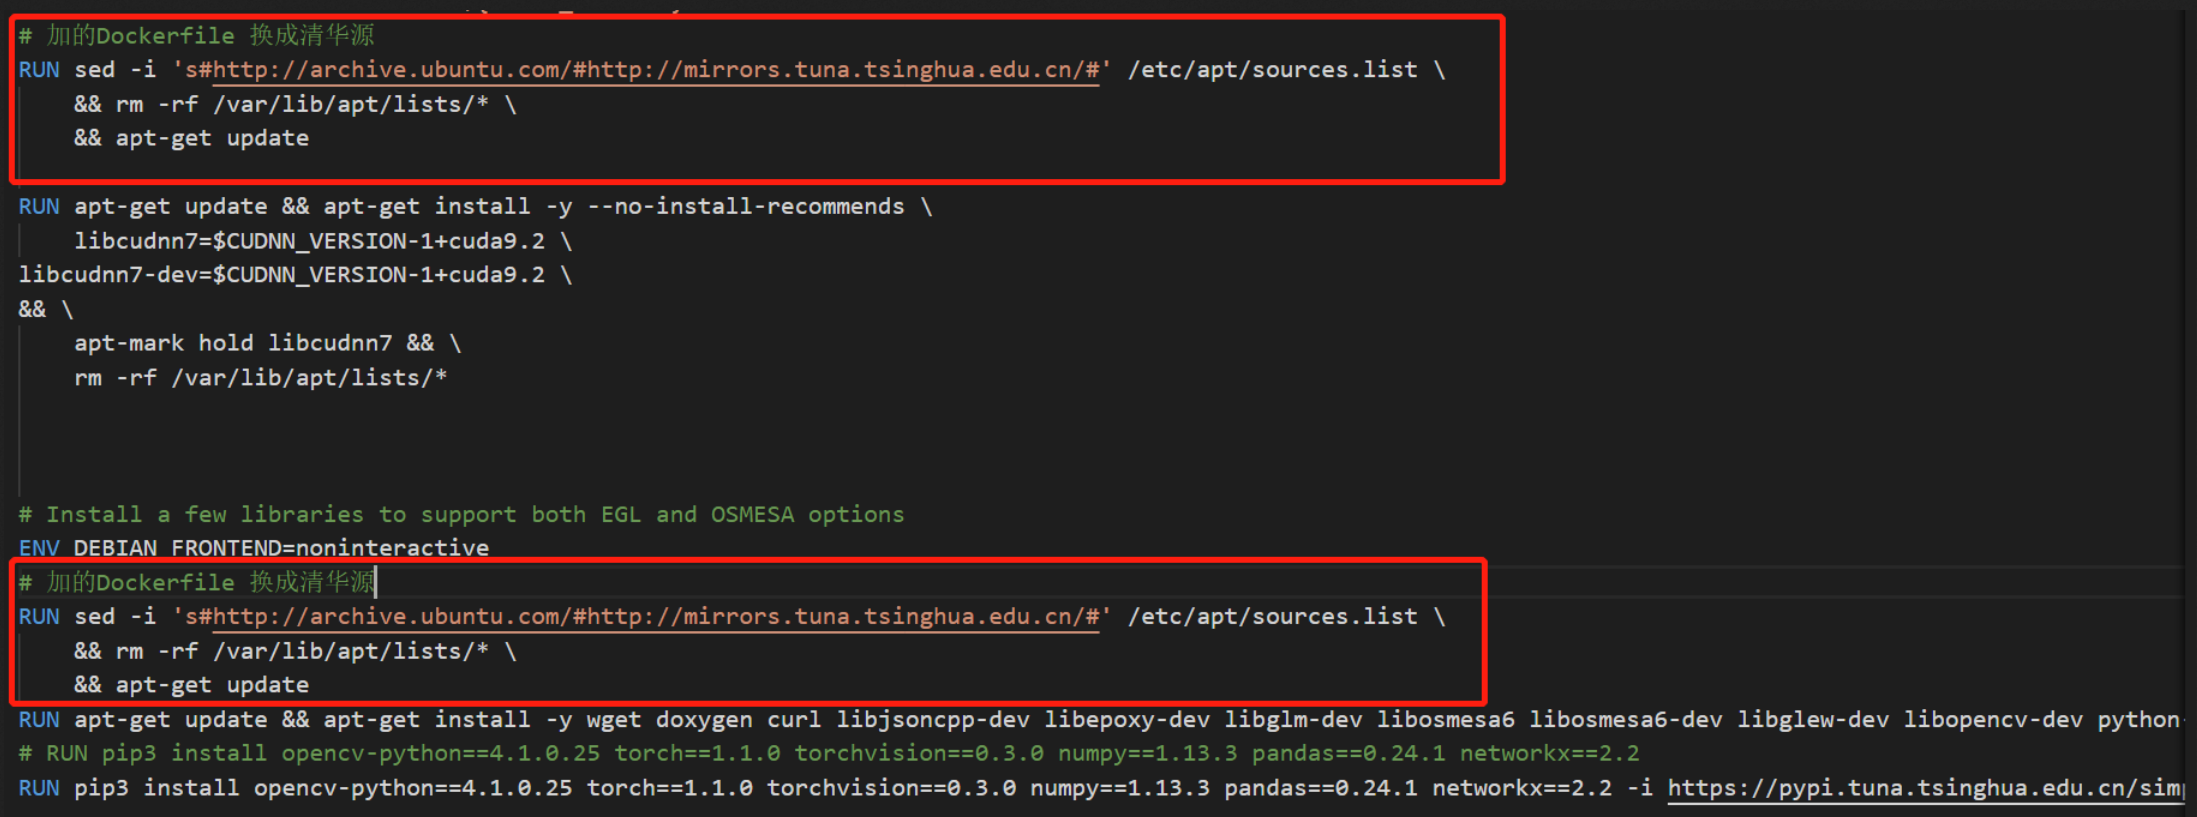 # 加的Dockerfile 换成清华源
RUN sed -i 's#http://archive.ubuntu.com/#http://mirrors.tuna.tsinghua.edu.cn/#' /etc/apt/sources.list \
&& rm -rf /var/lib/apt/lists/* \
&& apt-get update
RUN apt-get update && apt-get install -y --no-install-recommends \
libcudnn7=$CUDNN_VERSION-1+cuda9.2 \
libcudnn7-dev=$CUDNN_VERSION-1+cuda9.2 \
&& \
apt-mark hold libcudnn7 && \
rm -rf /var/lib/apt/lists/*
# Install a few libraries to support both EGL and OSMESA options
ENV DEBIAN_FRONTEND=noninteractive
# 加的Dockerfile 换成清华源
RUN sed -i 's#http://archive.ubuntu.com/#http://mirrors.tuna.tsinghua.edu.cn/#' /etc/apt/sources.list \
&& rm -rf /var/lib/apt/lists/* \
&& apt-get update
RUN apt-get update && apt-get install -y wget doxygen curl libjsoncpp-dev libepoxy-dev libglm-dev libosmesa6 libosmesa6-dev libglew-dev libopencv-dev python-
# RUN pip3 install opencv-python==4.1.0.25 torch==1.1.0 torchvision==0.3.0 numpy==1.13.3 pandas==0.24.1 networkx==2.2
RUN pip3 install opencv-python==4.1.0.25 torch==1.1.0 torchvision==0.3.0 numpy==1.13.3 pandas==0.24.1 networkx==2.2 -i https://pypi.tuna.tsinghua.edu.cn/simp